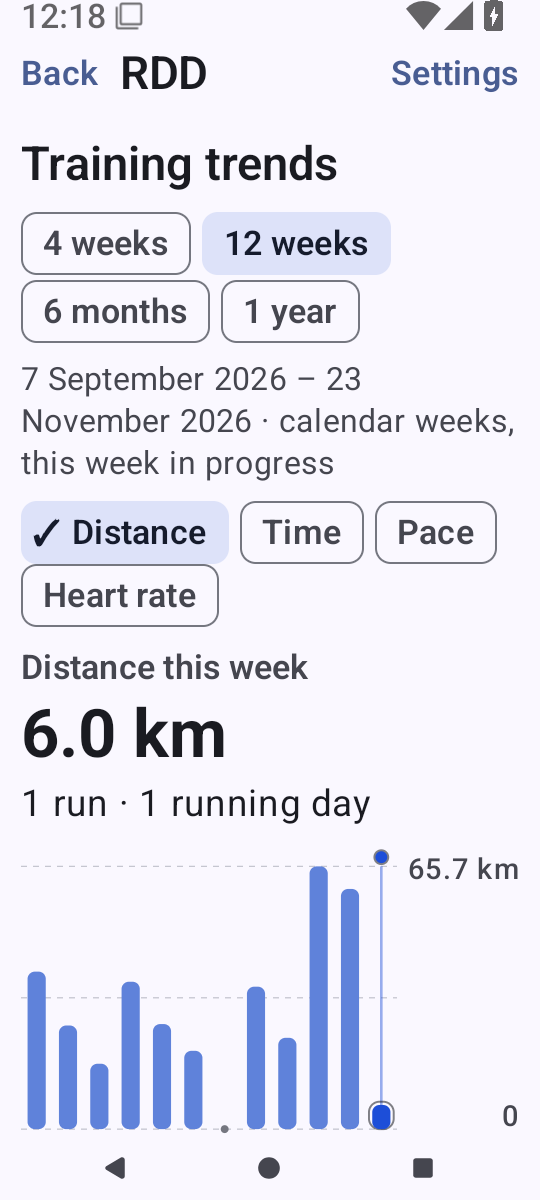 12:18
Back RDD Settings
Training trends
4 weeks 12 weeks
6 months 1 year
7 September 2026 – 23
November 2026 · calendar weeks,
this week in progress
✓ Distance Time Pace
Heart rate
Distance this week
6.0 km
1 run · 1 running day
65.7 km
0